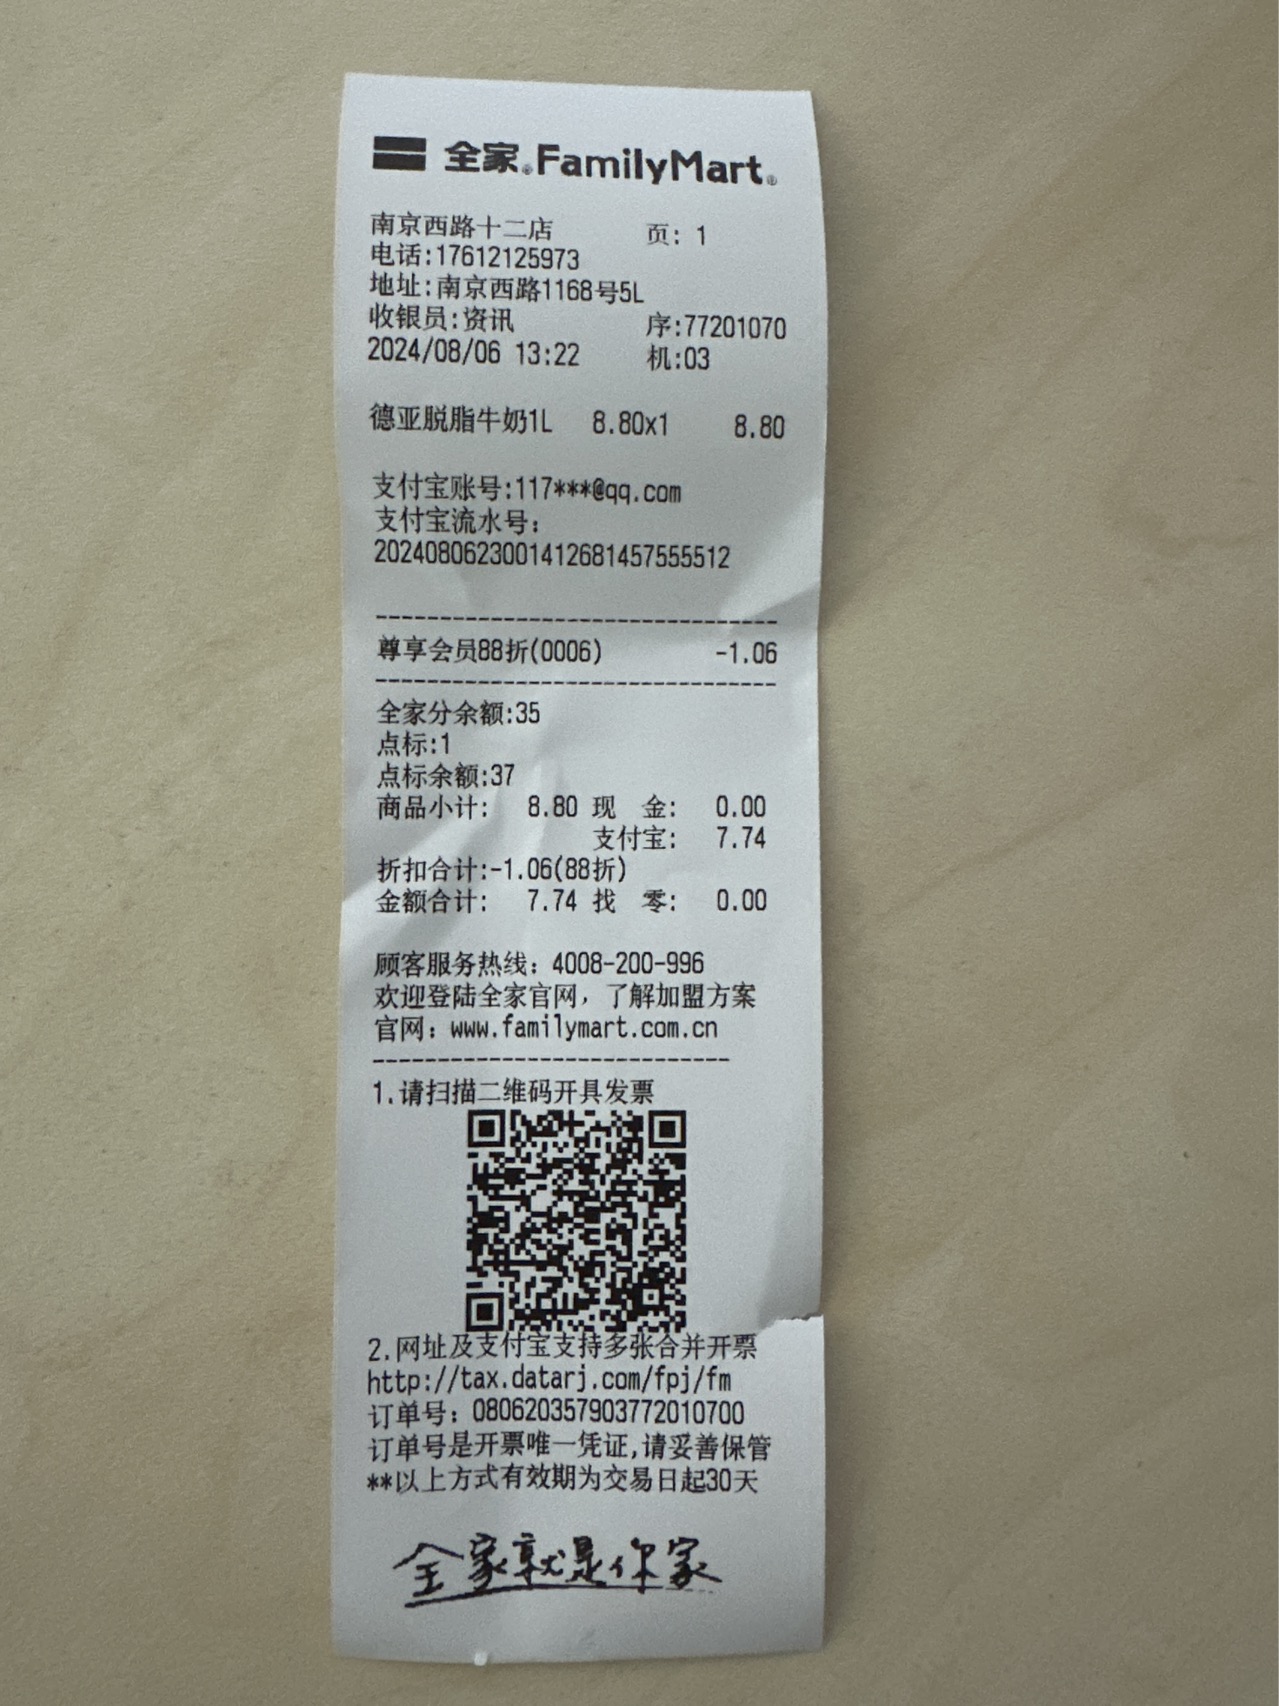 全家®FamilyMart®
南京西路十二店 页: 1
电话:17612125973
地址:南京西路1168号5L
收银员:资讯 序:77201070
2024/08/06 13:22 机:03
德亚脱脂牛奶1L 8.80x1 8.80
支付宝账号:117***@qq.com
支付宝流水号:
2024080623001412681457555512
------------------------------
尊享会员88折(0006) -1.06
------------------------------
全家分余额:35
点标:1
点标余额:37
商品小计: 8.80 现 金: 0.00
支付宝: 7.74
折扣合计:-1.06(88折)
金额合计: 7.74 找 零: 0.00
顾客服务热线: 4008-200-996
欢迎登陆全家官网, 了解加盟方案
官网: www.familymart.com.cn
------------------------------
1.请扫描二维码开具发票
2.网址及支付宝支持多张合并开票
http://tax.datarj.com/fpj/fm
订单号: 080620357903772010700
订单号是开票唯一凭证,请妥善保管
**以上方式有效期为交易日起30天
全家就是你家